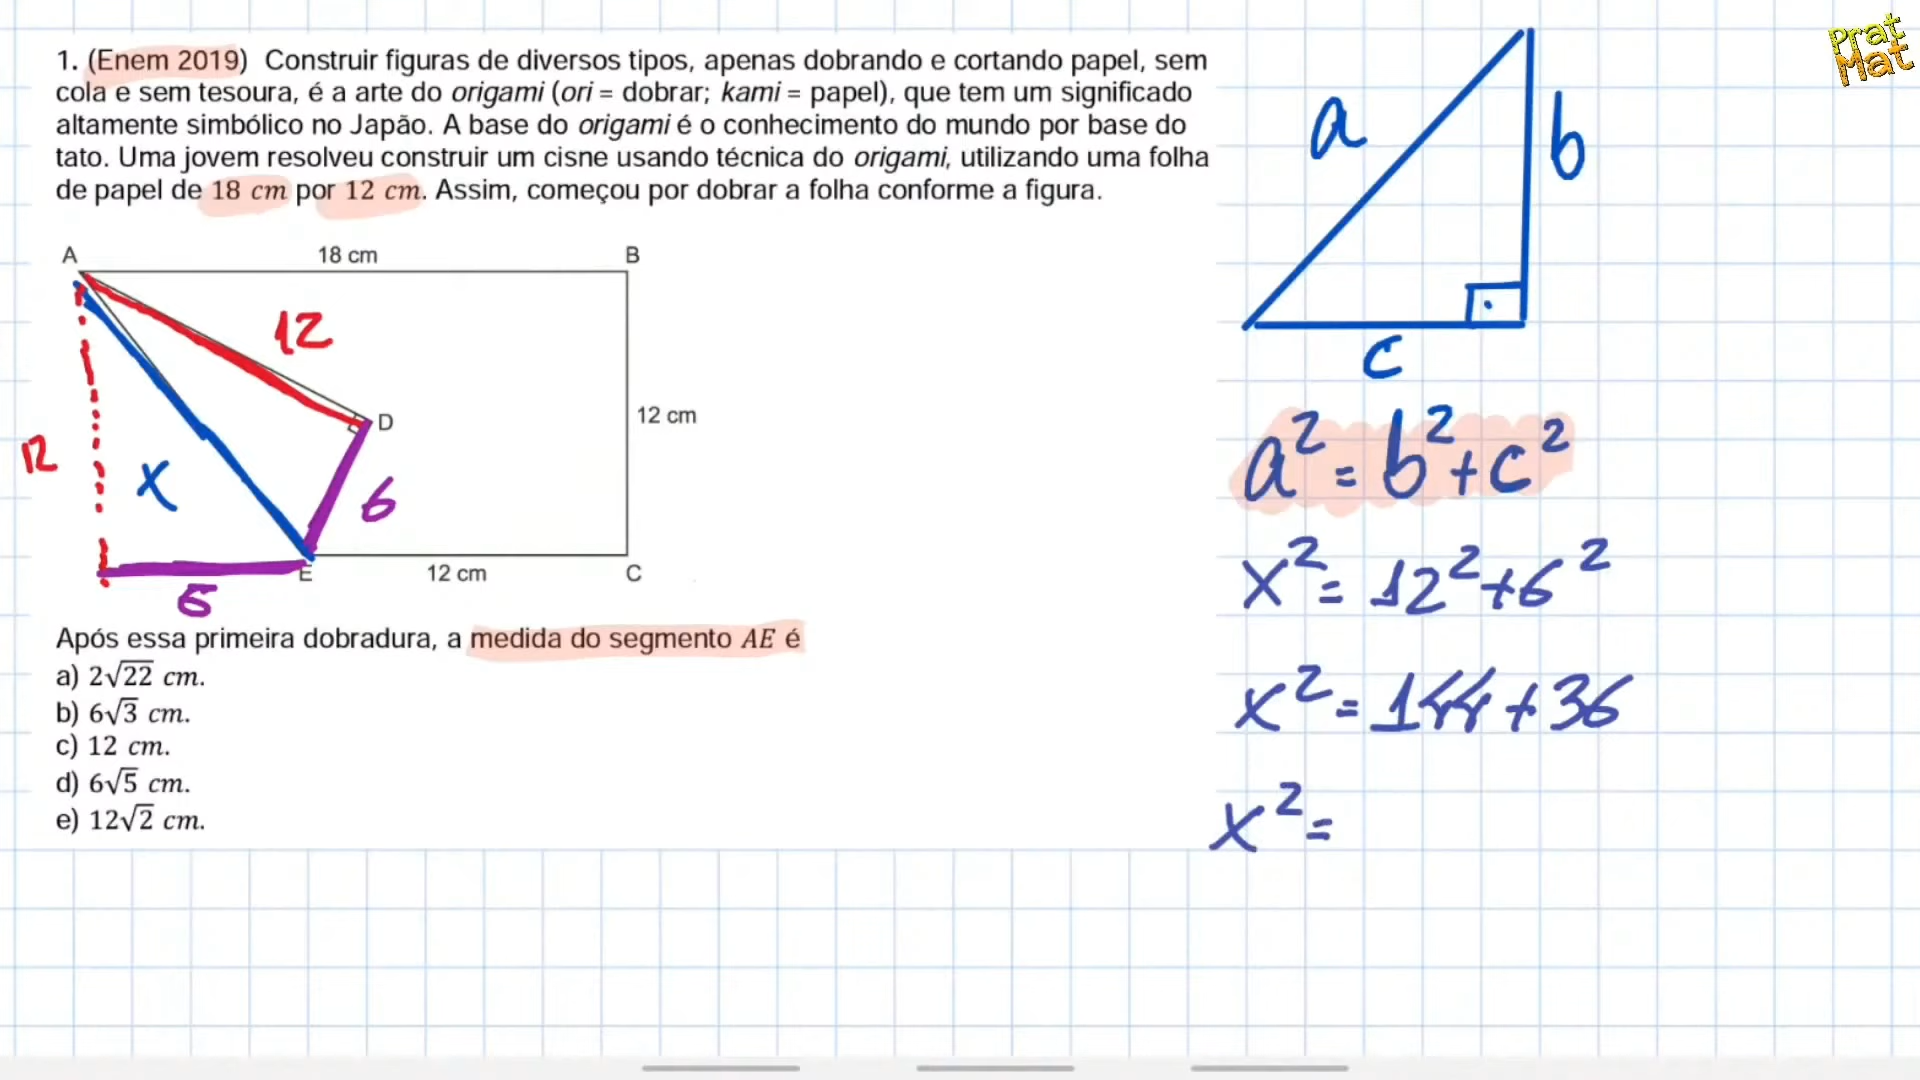 1. (Enem 2019) Construir figuras de diversos tipos, apenas dobrando e cortando papel, sem
cola e sem tesoura, é a arte do origami (ori = dobrar; kami = papel), que tem um significado
altamente simbólico no Japão. A base do origami é o conhecimento do mundo por base do
tato. Uma jovem resolveu construir um cisne usando técnica do origami, utilizando uma folha
de papel de 18 cm por 12 cm. Assim, começou por dobrar a folha conforme a figura.
A 18 cm B
12
D
12 cm
12
x
6
E 12 cm C
6
Após essa primeira dobradura, a medida do segmento AE é
a) 2√22 cm.
b) 6√3 cm.
c) 12 cm.
d) 6√5 cm.
e) 12√2 cm.
a
b
c
a² = b² + c²
x² = 12² + 6²
x² = 144 + 36
x² =
Prat
Mat